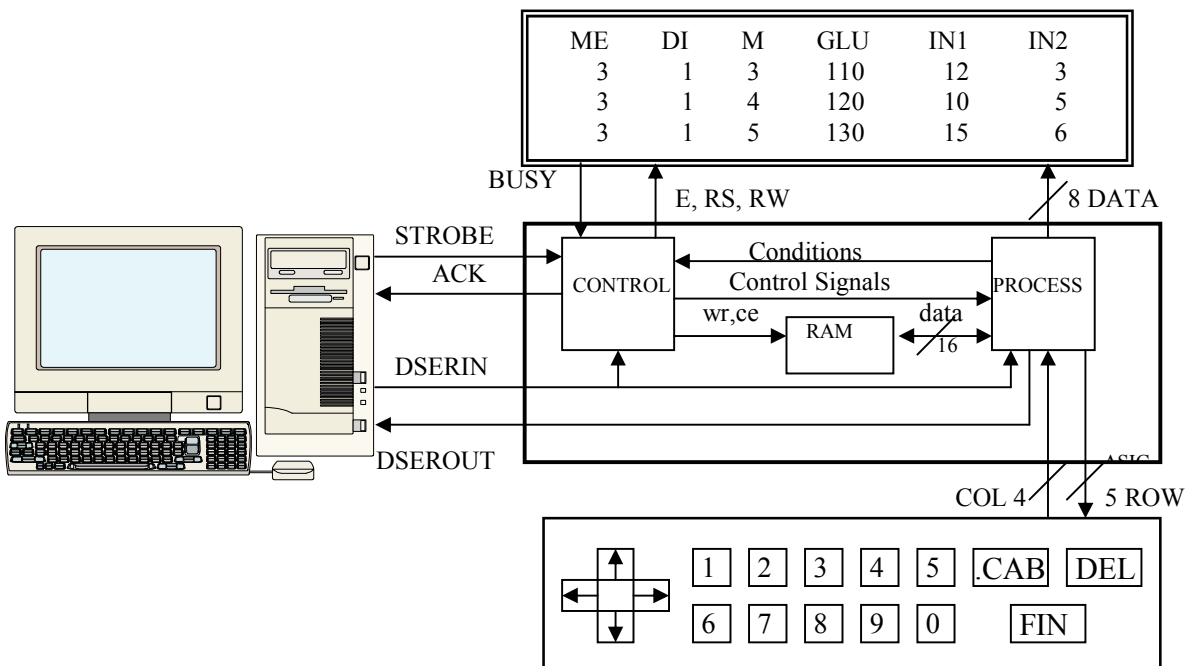 ME DI M GLU IN1 IN2
3 1 3 110 12 3
3 1 4 120 10 5
3 1 5 130 15 6
BUSY
E, RS, RW
8 DATA
STROBE
ACK
CONTROL
Conditions
Control Signals
PROCESS
wr,ce
RAM
data
16
DSERIN
DSEROUT
ASIC
COL 4
5 ROW
1 2 3 4 5 .CAB DEL
6 7 8 9 0 FIN